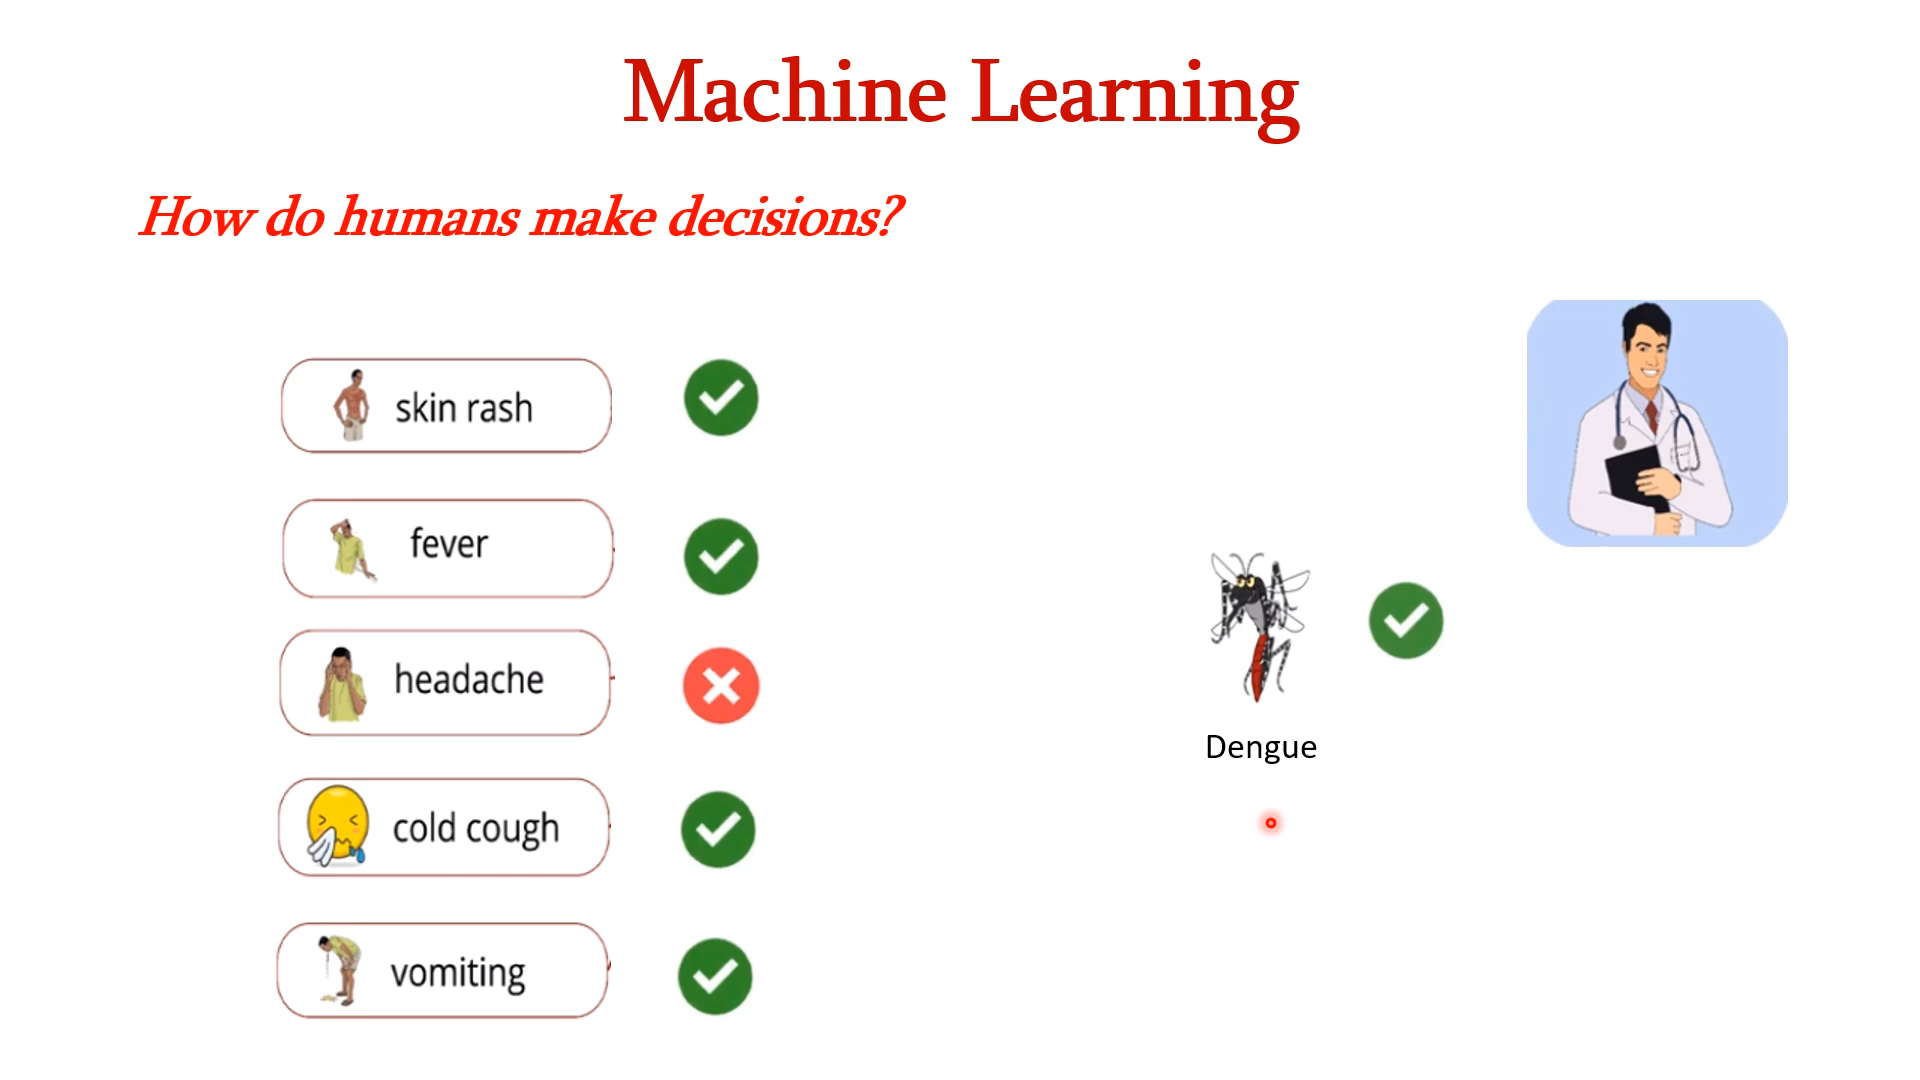 Machine Learning
How do humans make decisions?
skin rash
fever
headache
cold cough
vomiting
Dengue